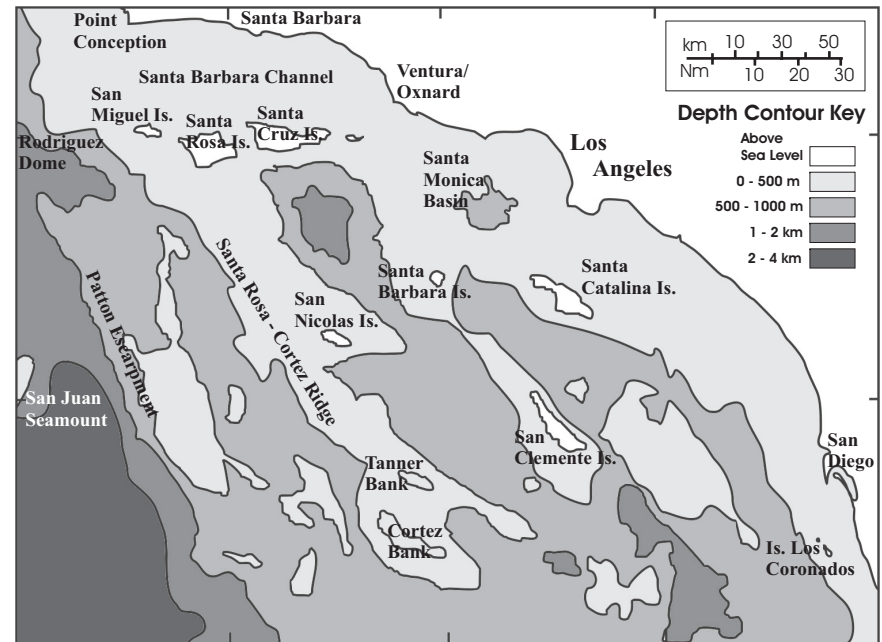 Point
Conception
Santa Barbara
Santa Barbara Channel
Ventura/
Oxnard
San
Miguel Is.
Santa
Rosa Is.
Santa
Cruz Is.
Rodriguez
Dome
Santa
Monica
Basin
Los
Angeles
km 10 30 50
Nm 10 20 30
Depth Contour Key
Above
Sea Level
0 - 500 m
500 - 1000 m
1 - 2 km
2 - 4 km
Patton Escarpment
Santa Rosa - Cortez Ridge
San
Nicolas Is.
Santa
Barbara Is.
Santa
Catalina Is.
San Juan
Seamount
San
Clemente Is.
Tanner
Bank
Cortez
Bank
San
Diego
Is. Los
Coronados